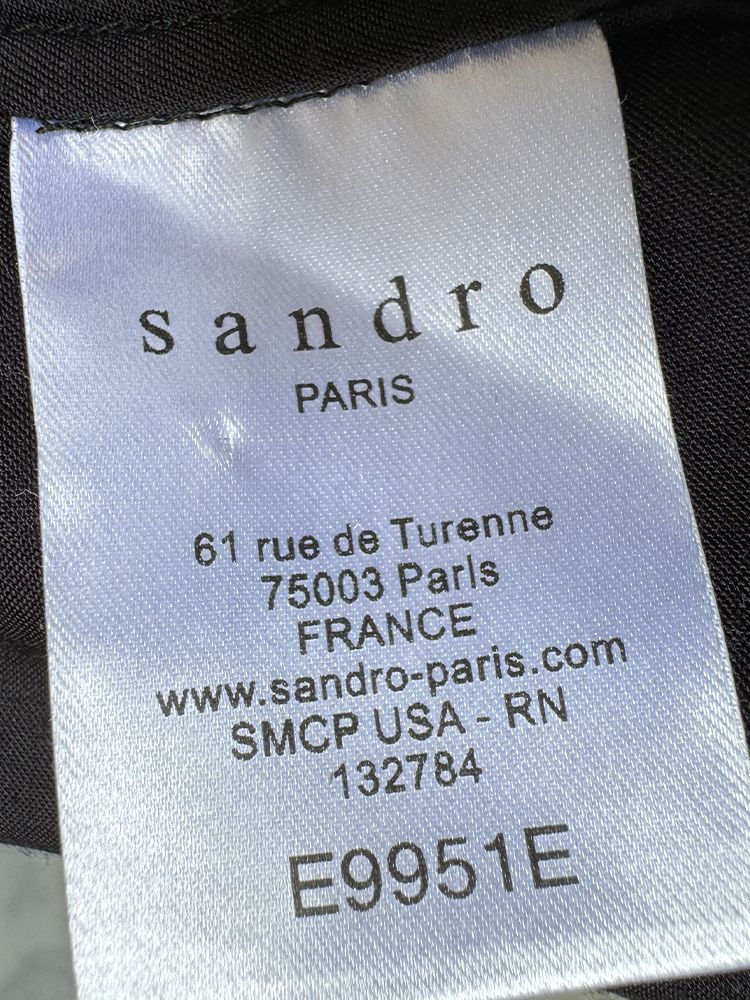 sandro
PARIS
61 rue de Turenne
75003 Paris
FRANCE
www.sandro-paris.com
SMCP USA - RN
132784
E9951E